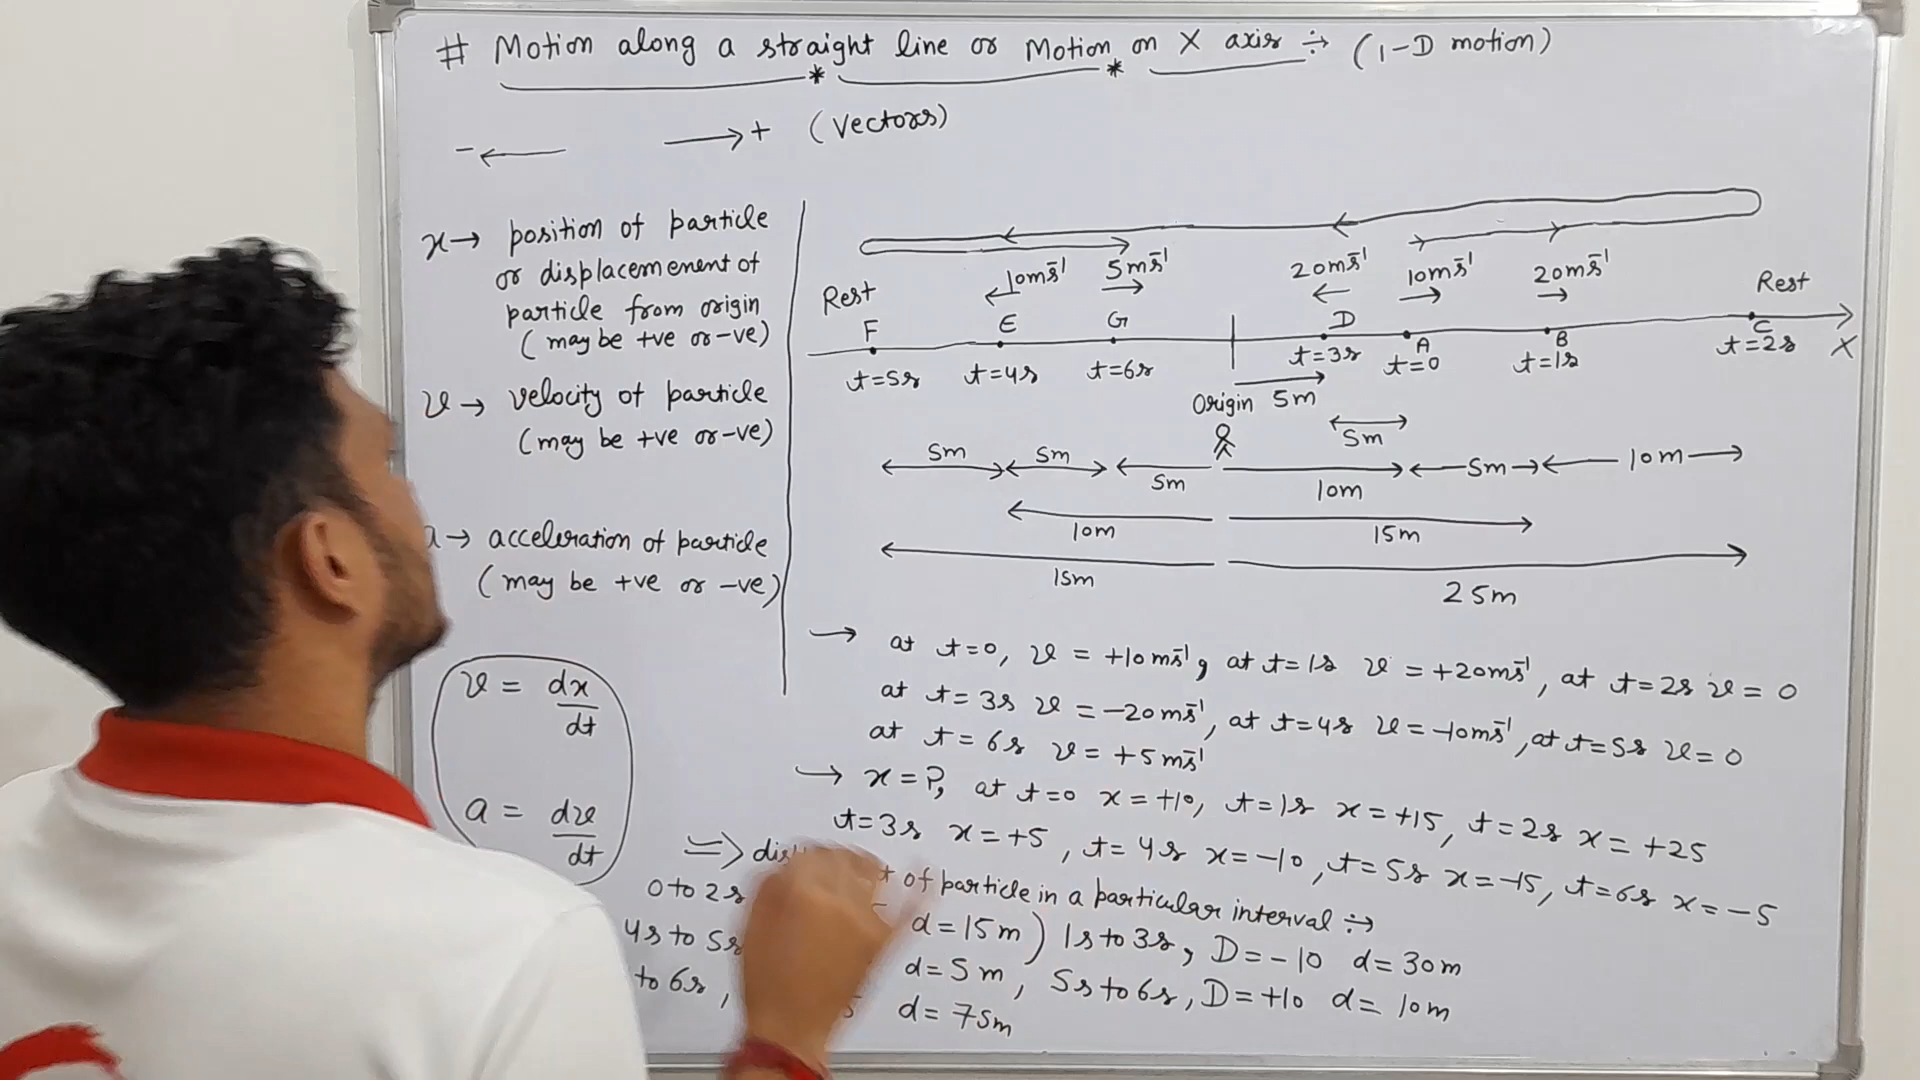 # Motion along a straight line or Motion on X axis ÷ (1-D motion)
- ← → + (Vectors)
x → position of particle
or displacemenent of
particle from origin
(may be +ve or -ve)
v → velocity of particle
(may be +ve or -ve)
a → acceleration of particle
(may be +ve or -ve)
v = dx/dt
a = dv/dt
10ms⁻¹ 5ms⁻¹ 20ms⁻¹ 10ms⁻¹ 20ms⁻¹
Rest Rest
F E G D A B C
t=5s t=4s t=6s t=3s t=0 t=1s t=2s X
Origin 5m
5m
5m 5m 5m 10m 5m 10m
10m 15m
15m 25m
→ at t=0, v = +10ms⁻¹, at t=1s v = +20ms⁻¹, at t=2s v = 0
at t=3s v = -20ms⁻¹, at t=4s v = -10ms⁻¹, at t=5s v = 0
at t=6s v = +5ms⁻¹
→ x = ?, at t=0 x = +10, t=1s x = +15, t=2s x = +25
t=3s x = +5, t=4s x = -10, t=5s x = -15, t=6s x = -5
⇒ of particle in a particular interval ÷
0 to 2s d=15m) 1s to 3s, D = -10 d = 30m
4s to 5s d=5m, 5s to 6s, D = +10 d = 10m
to 6s, d = 75m